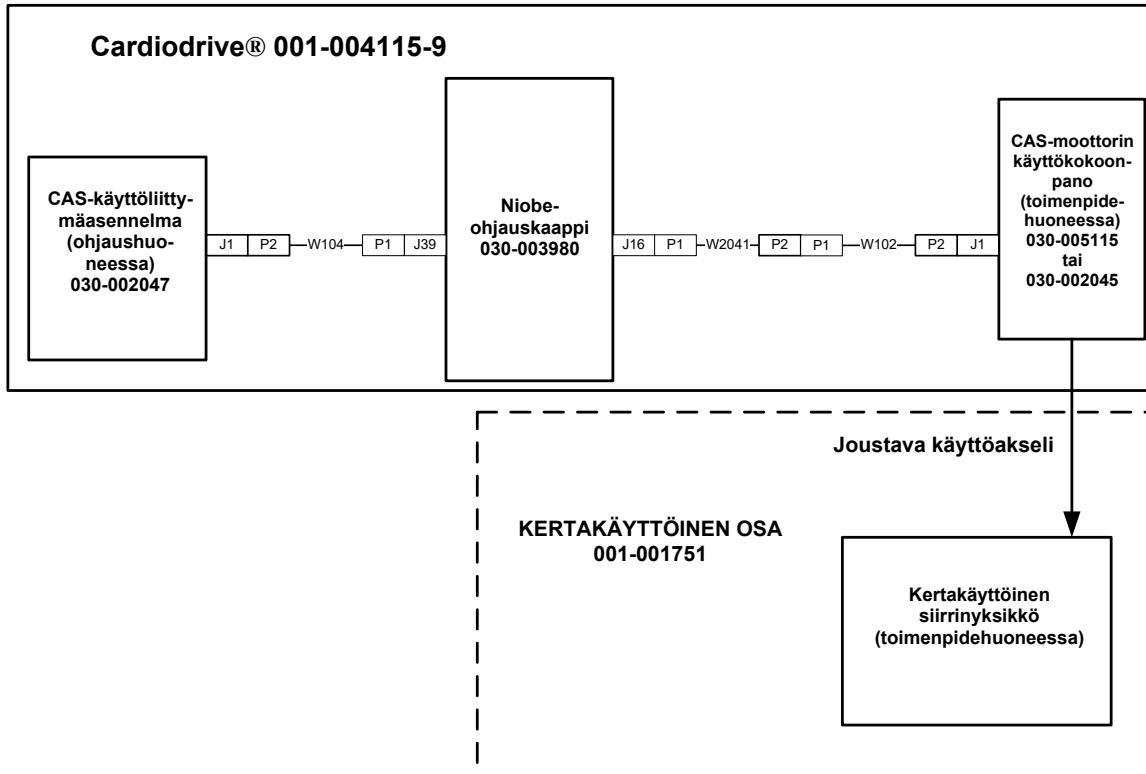 Cardiodrive® 001-004115-9
CAS-käyttöliitty-
mäasennelma
(ohjaushuo-
neessa)
030-002047
J1 P2 W104 P1 J39
Niobe-
ohjauskaappi
030-003980
J16 P1 W2041 P2 P1 W102 P2 J1
CAS-moottorin
käyttökokoon-
pano
(toimenpide-
huoneessa)
030-005115
tai
030-002045
Joustava käyttöakseli
KERTAKÄYTTÖINEN OSA
001-001751
Kertakäyttöinen
siirrinyksikkö
(toimenpidehuoneessa)